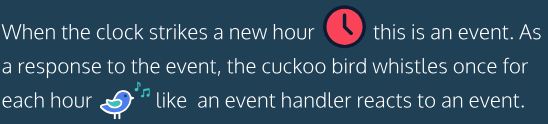 When the clock strikes a new hour this is an event. As
a response to the event, the cuckoo bird whistles once for
each hour like an event handler reacts to an event.